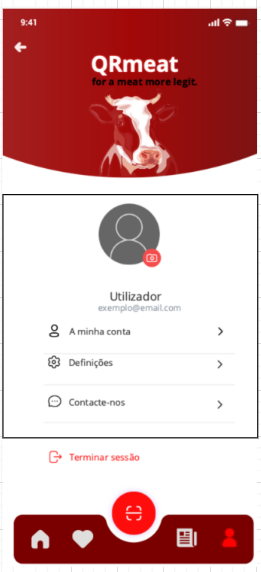 9:41
QRmeat
for a meat more legit.
Utilizador
exemplo@email.com
A minha conta
Definições
Contacte-nos
Terminar sessão